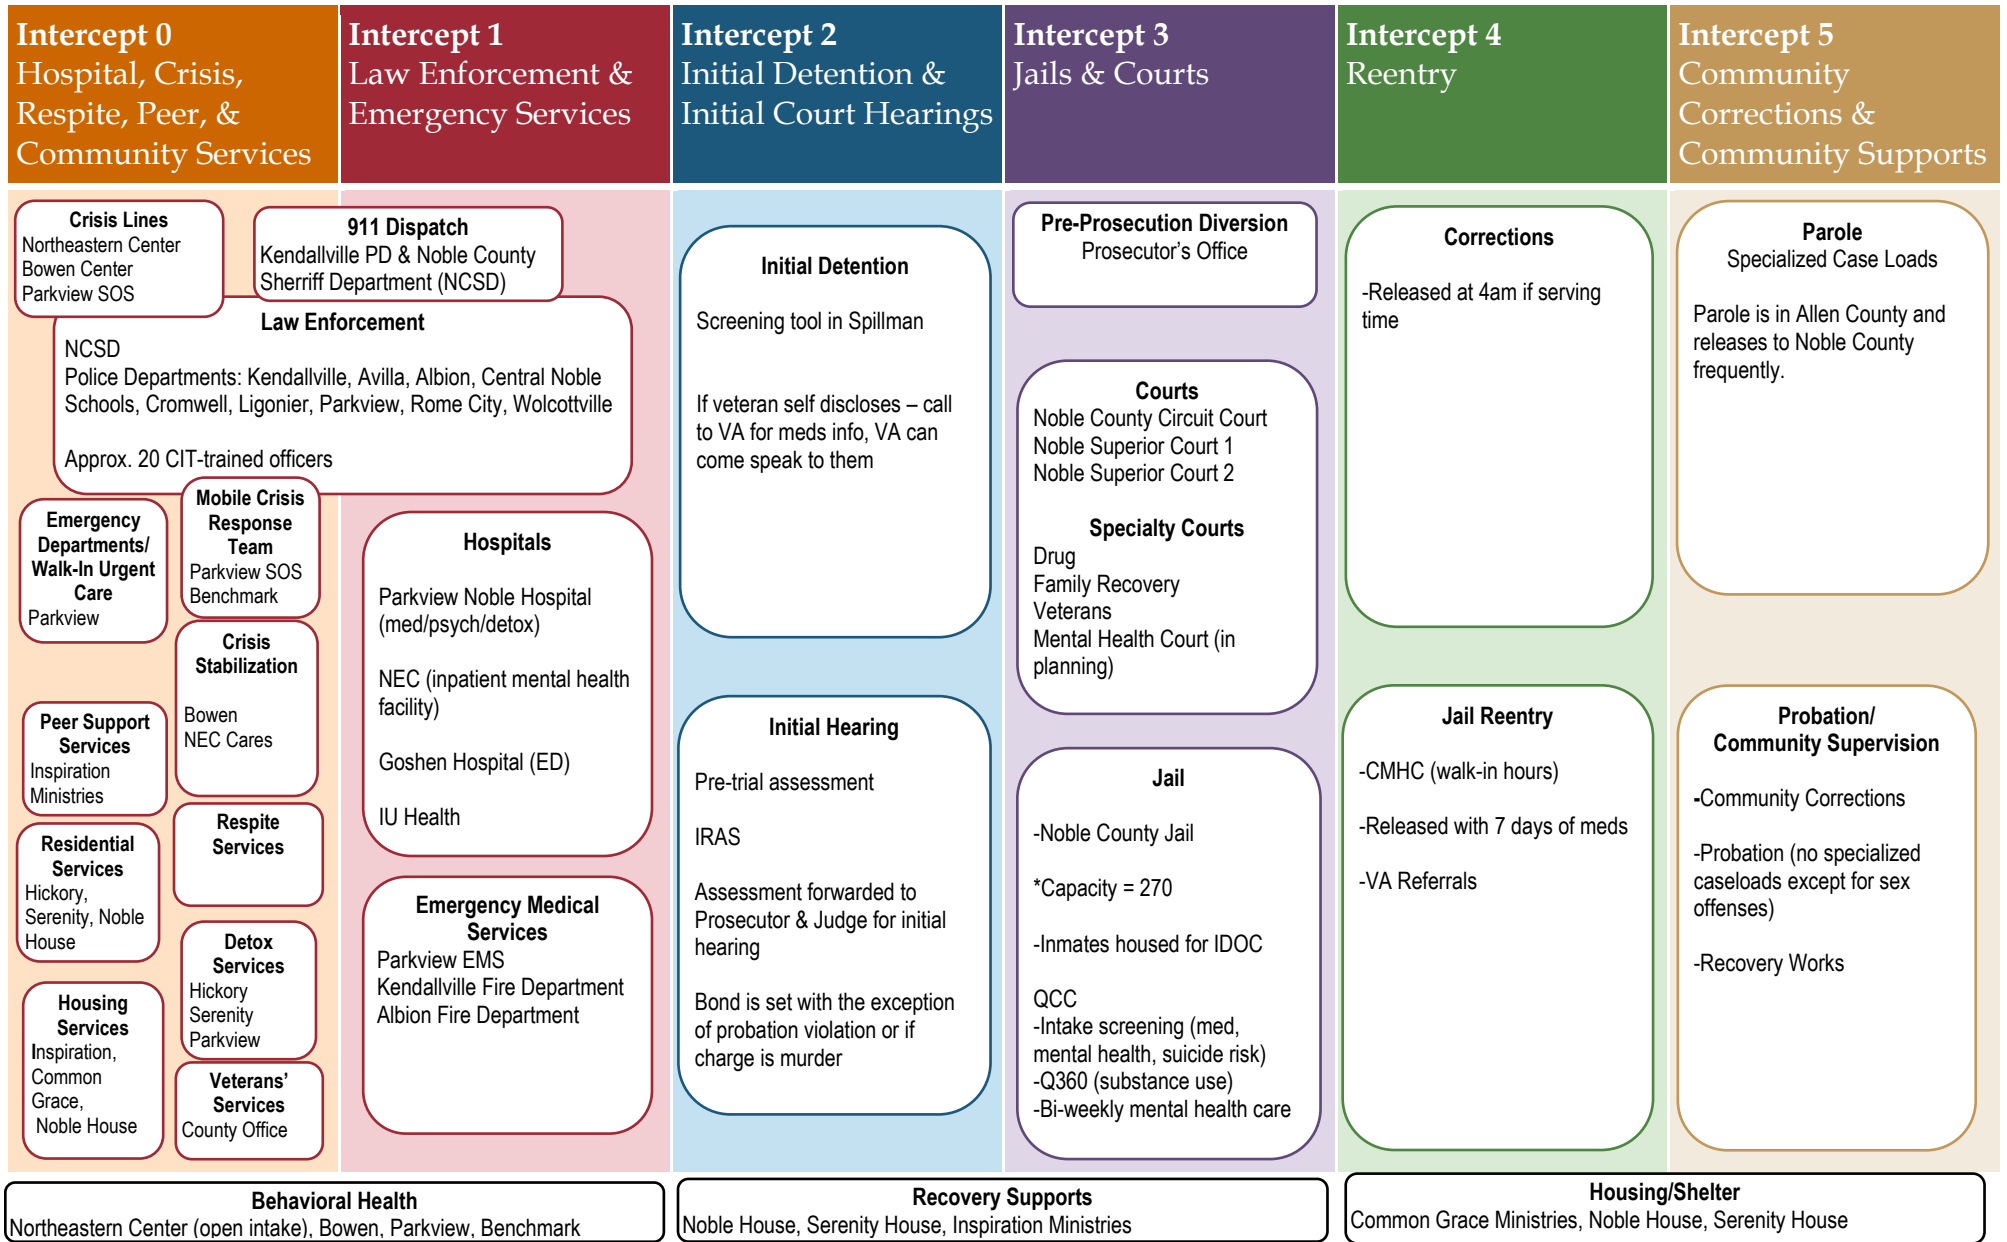 Intercept 0
Hospital, Crisis,
Respite, Peer, &
Community Services
Intercept 1
Law Enforcement &
Emergency Services
Intercept 2
Initial Detention &
Initial Court Hearings
Intercept 3
Jails & Courts
Intercept 4
Reentry
Intercept 5
Community
Corrections &
Community Supports
Crisis Lines
Northeastern Center
Bowen Center
Parkview SOS
911 Dispatch
Kendallville PD & Noble County
Sherriff Department (NCSD)
Law Enforcement
NCSD
Police Departments: Kendallville, Avilla, Albion, Central Noble
Schools, Cromwell, Ligonier, Parkview, Rome City, Wolcottville
Approx. 20 CIT-trained officers
Emergency
Departments/
Walk-In Urgent
Care
Parkview
Mobile Crisis
Response
Team
Parkview SOS
Benchmark
Crisis
Stabilization
Bowen
NEC Cares
Peer Support
Services
Inspiration
Ministries
Respite
Services
Residential
Services
Hickory,
Serenity, Noble
House
Detox
Services
Hickory
Serenity
Parkview
Housing
Services
Inspiration,
Common
Grace,
Noble House
Veterans’
Services
County Office
Hospitals
Parkview Noble Hospital
(med/psych/detox)
NEC (inpatient mental health
facility)
Goshen Hospital (ED)
IU Health
Emergency Medical
Services
Parkview EMS
Kendallville Fire Department
Albion Fire Department
Initial Detention
Screening tool in Spillman
If veteran self discloses – call
to VA for meds info, VA can
come speak to them
Initial Hearing
Pre-trial assessment
IRAS
Assessment forwarded to
Prosecutor & Judge for initial
hearing
Bond is set with the exception
of probation violation or if
charge is murder
Pre-Prosecution Diversion
Prosecutor’s Office
Courts
Noble County Circuit Court
Noble Superior Court 1
Noble Superior Court 2
Specialty Courts
Drug
Family Recovery
Veterans
Mental Health Court (in
planning)
Jail
-Noble County Jail
*Capacity = 270
-Inmates housed for IDOC
QCC
-Intake screening (med,
mental health, suicide risk)
-Q360 (substance use)
-Bi-weekly mental health care
Corrections
-Released at 4am if serving
time
Jail Reentry
-CMHC (walk-in hours)
-Released with 7 days of meds
-VA Referrals
Parole
Specialized Case Loads
Parole is in Allen County and
releases to Noble County
frequently.
Probation/
Community Supervision
-Community Corrections
-Probation (no specialized
caseloads except for sex
offenses)
-Recovery Works
Behavioral Health
Northeastern Center (open intake), Bowen, Parkview, Benchmark
Recovery Supports
Noble House, Serenity House, Inspiration Ministries
Housing/Shelter
Common Grace Ministries, Noble House, Serenity House